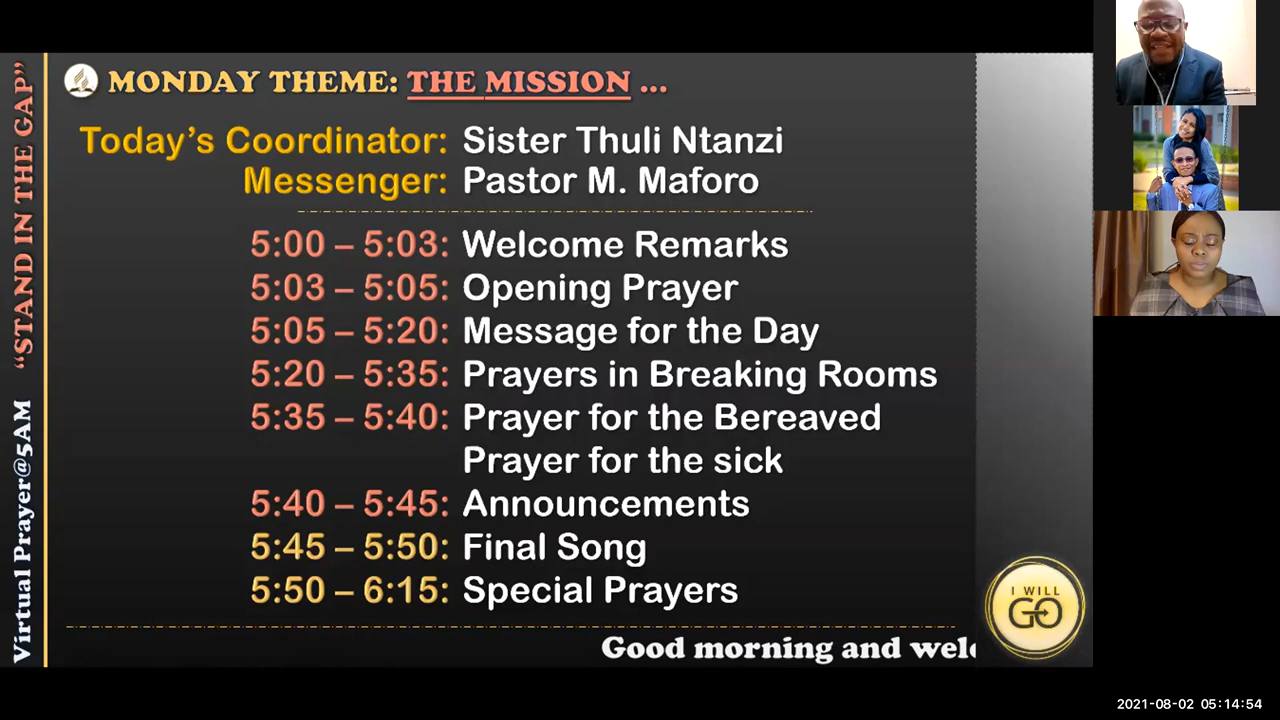 MONDAY THEME: THE MISSION ...
Today's Coordinator: Sister Thuli Ntanzi
Messenger: Pastor M. Maforo
5:00 – 5:03: Welcome Remarks
5:03 – 5:05: Opening Prayer
5:05 – 5:20: Message for the Day
5:20 – 5:35: Prayers in Breaking Rooms
5:35 – 5:40: Prayer for the Bereaved
Prayer for the sick
5:40 – 5:45: Announcements
5:45 – 5:50: Final Song
5:50 – 6:15: Special Prayers
Good morning and welc
Virtual Prayer@5AM "STAND IN THE GAP"
I WILL
GO
2021-08-02 05:14:54